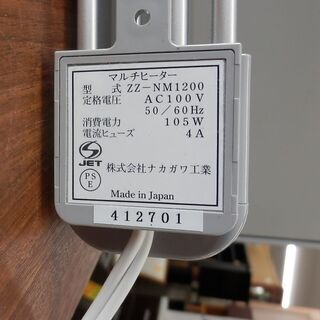 マルチヒーター
型 式 ZZ-NM1200
定格電圧 AC100V
50/60Hz
消費電力 105W
電流ヒューズ 4A
S
JET
PS
E
株式会社ナカガワ工業
Made in Japan
412701